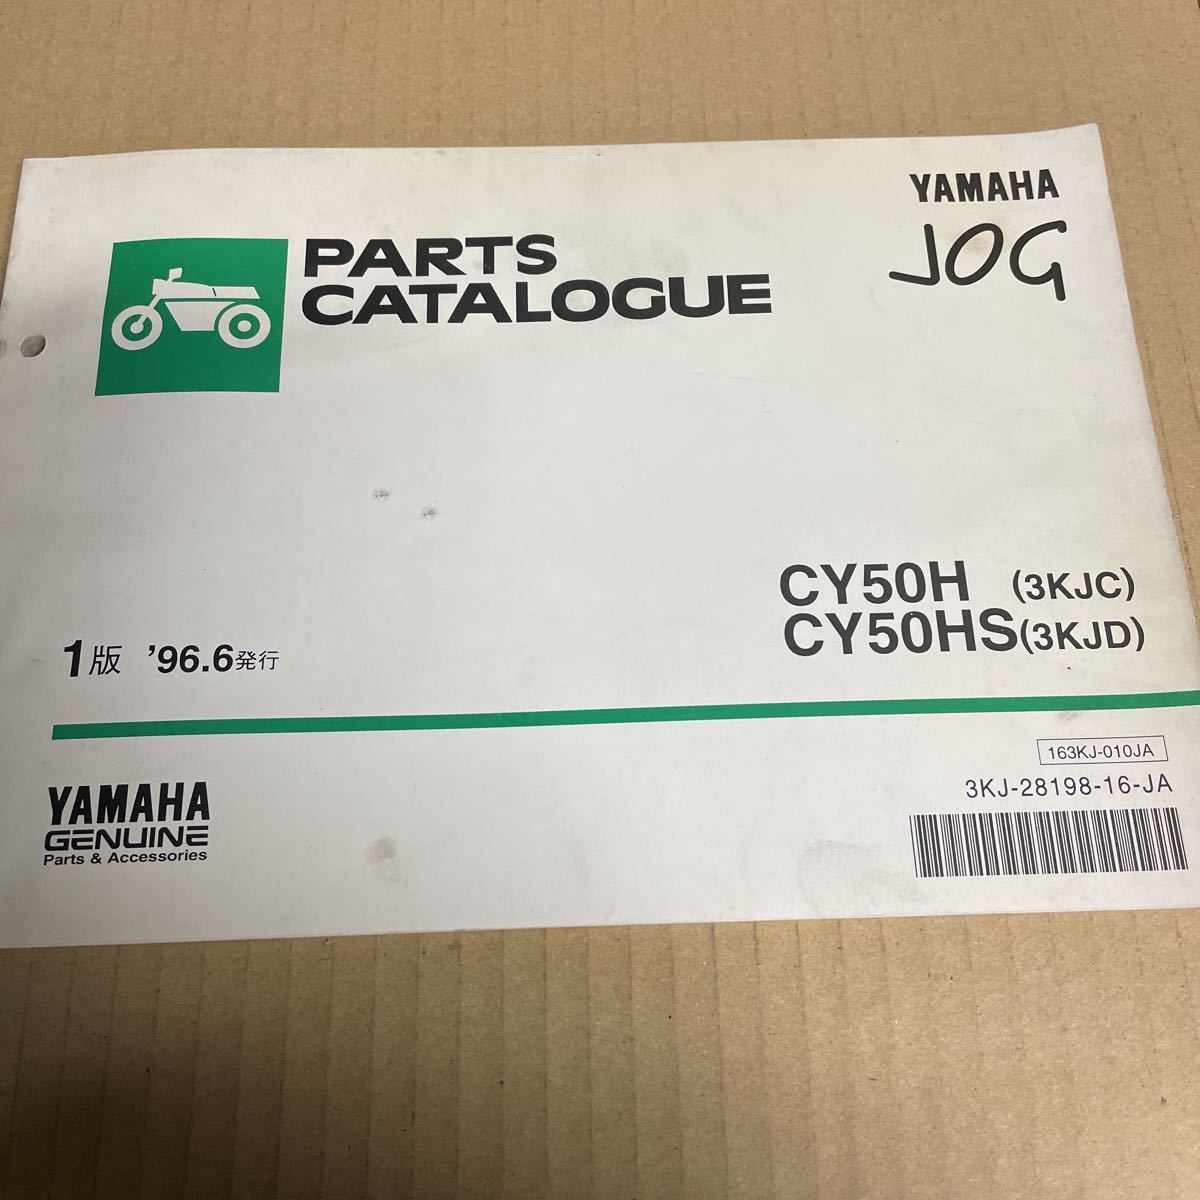 YAMAHA
JOG
PARTS
CATALOGUE
CY50H (3KJC)
CY50HS(3KJD)
1版 '96.6発行
163KJ-010JA
3KJ-28198-16-JA
YAMAHA
GENUINE
Parts & Accessories